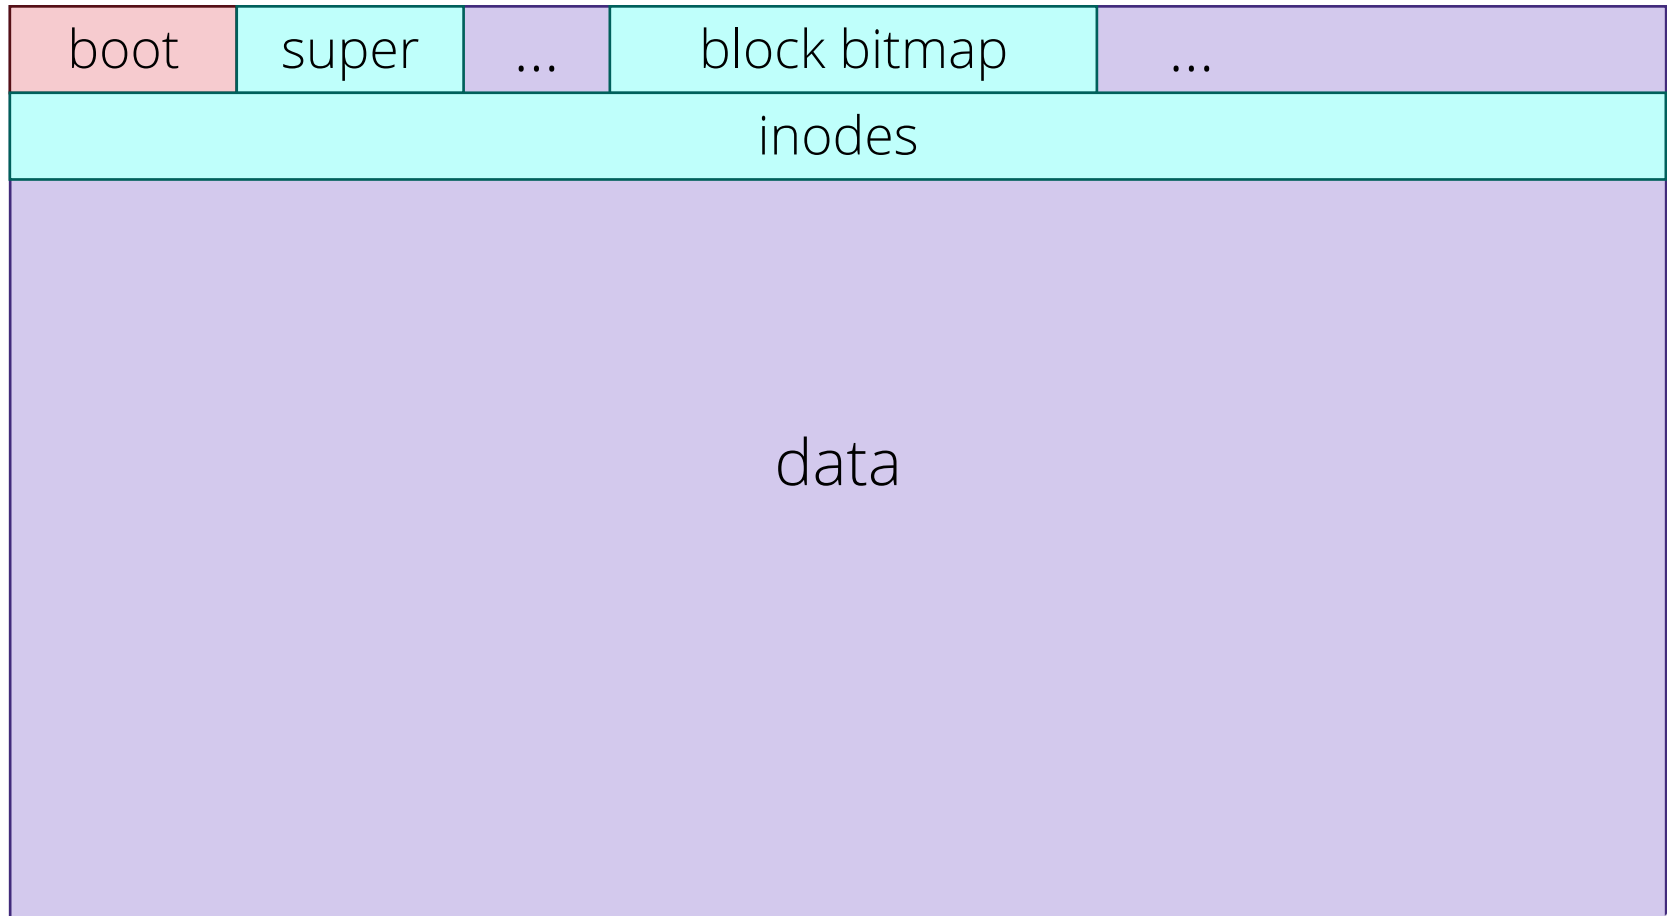 boot super ... block bitmap ...
inodes
data